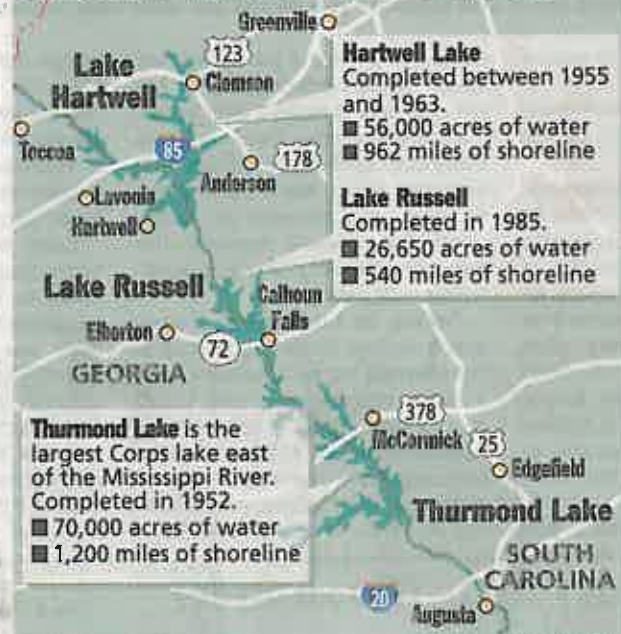 Greenville
123
Lake
Hartwell
Clemson
Hartwell Lake
Completed between 1955
and 1963.
■ 56,000 acres of water
■ 962 miles of shoreline
Toccoa
85
178
Anderson
Lavonia
Hartwell
Lake Russell
Completed in 1985.
■ 26,650 acres of water
■ 540 miles of shoreline
Lake Russell
Calhoun
Falls
Elberton
72
GEORGIA
378
McCormick
25
Edgefield
Thurmond Lake is the
largest Corps lake east
of the Mississippi River.
Completed in 1952.
■ 70,000 acres of water
■ 1,200 miles of shoreline
Thurmond Lake
SOUTH
CAROLINA
20
Augusta